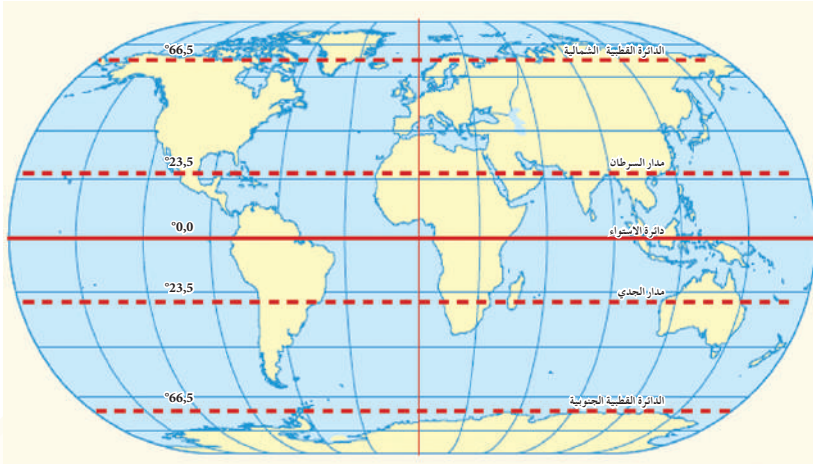 الدائرة القطبية الشمالية
°66,5
مدار السرطان
°23,5
دائرة الاستواء
°0,0
مدار الجدي
°23,5
الدائرة القطبية الجنوبية
°66,5